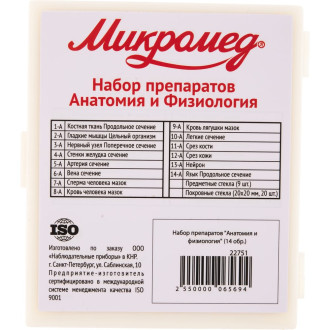 Микромед®
Набор препаратов
Анатомия и Физиология
1-А Костная ткань Продольное сечение
2-А Гладкие мышцы Цельный организм
3-А Нервный узел Поперечное сечение
4-А Стенки желудка сечение
5-А Артерия сечение
6-А Вена сечение
7-А Сперма человека мазок
8-А Кровь человека мазок
9-А Кровь лягушки мазок
10-А Легкие сечение
11-А Срез кости
12-А Срез кожи
13-А Нейрон
14-А Язык Продольное сечение
Предметные стекла (9 шт.)
Покровные стекла (20х20 мм, 20 шт.)
ISO
Изготовлено по заказу ООО
«Наблюдательные приборы» в КНР.
г. Санкт-Петербург, ул. Саблинская, 10
Предприятие-изготовитель
сертифицировано в международной
системе менеджмента качества ISO
9001
Набор препаратов "Анатомия и
физиология" (14 обр.)
22751
2 550000 065694